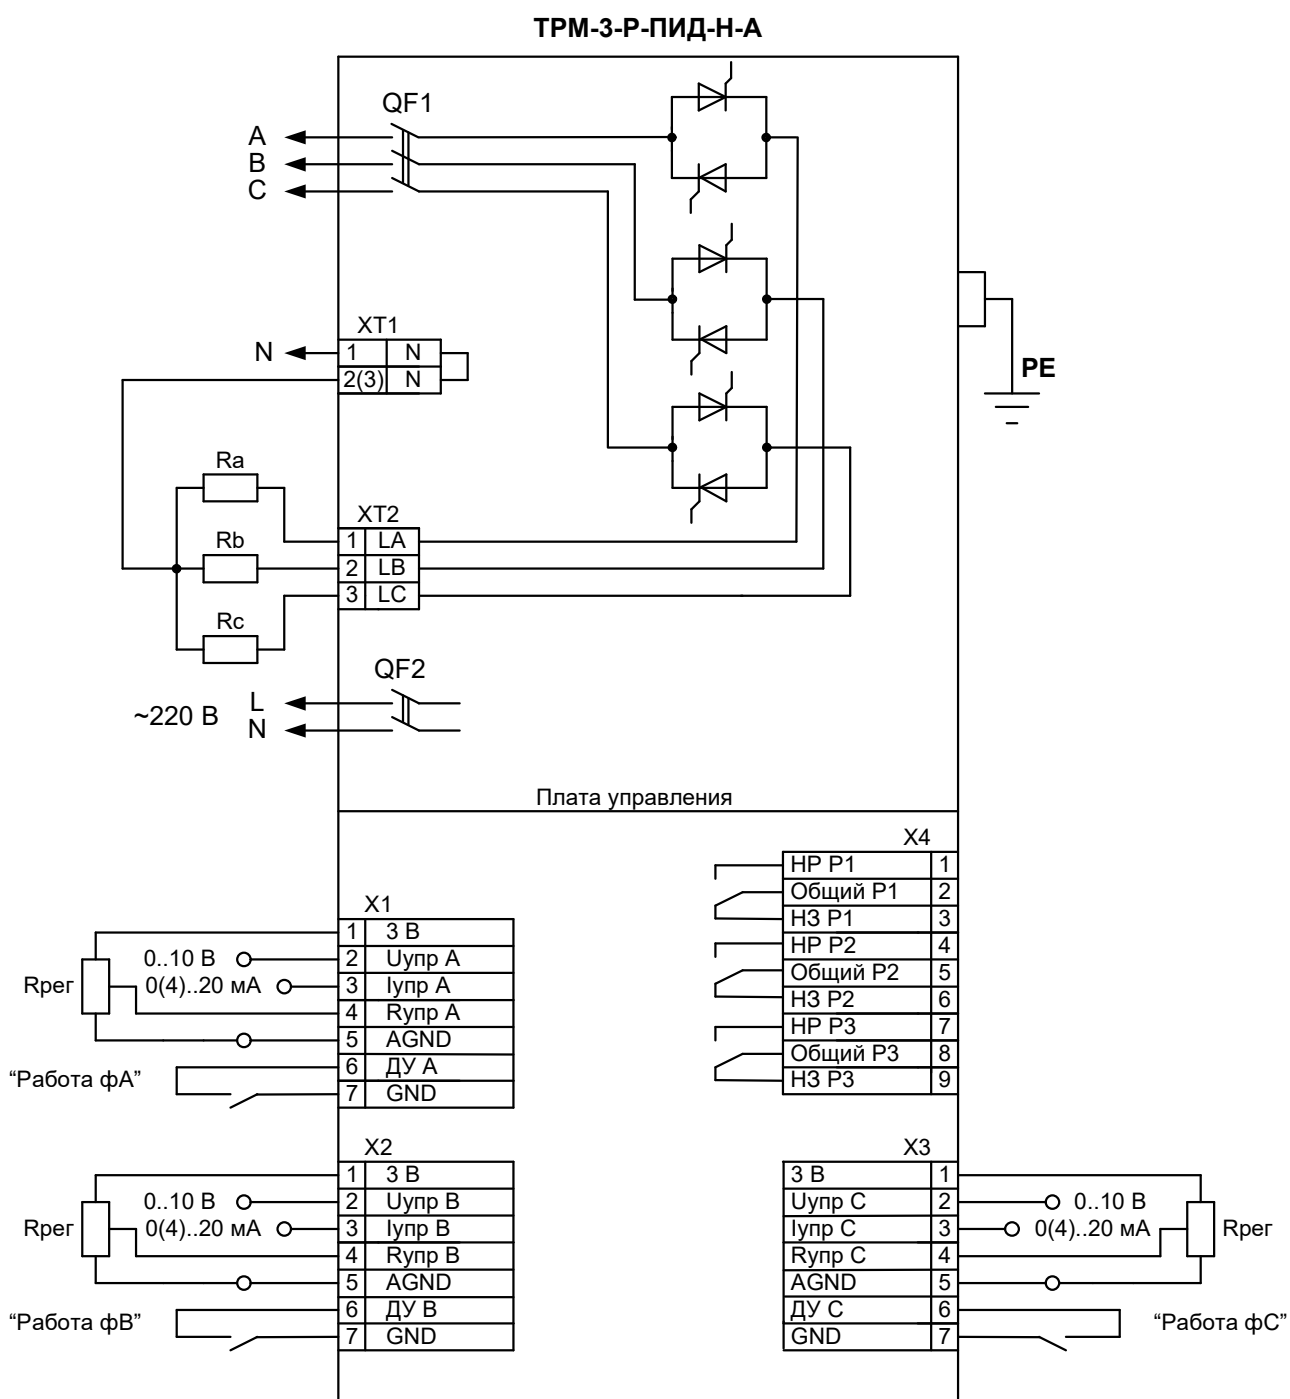 ТРМ-3-Р-ПИД-Н-А
QF1
A
B
C
XT1
N
1 N
2(3) N
PE
Ra
XT2
1 LA
Rb
2 LB
3 LC
Rc
QF2
~220 В
L
N
Плата управления
X4
НР Р1 1
Общий Р1 2
НЗ Р1 3
НР Р2 4
Общий Р2 5
НЗ Р2 6
НР Р3 7
Общий Р3 8
НЗ Р3 9
X1
1 3 В
0..10 В 2 Uупр А
Rрег 0(4)..20 мА 3 Iупр А
4 Rупр А
5 AGND
“Работа фА” 6 ДУ А
7 GND
X2
1 3 В
0..10 В 2 Uупр В
Rрег 0(4)..20 мА 3 Iупр В
4 Rупр В
5 AGND
“Работа фВ” 6 ДУ В
7 GND
X3
3 В 1
Uупр С 2 0..10 В
Iупр С 3 0(4)..20 мА Rрег
Rупр С 4
AGND 5
ДУ С 6 “Работа фС”
GND 7